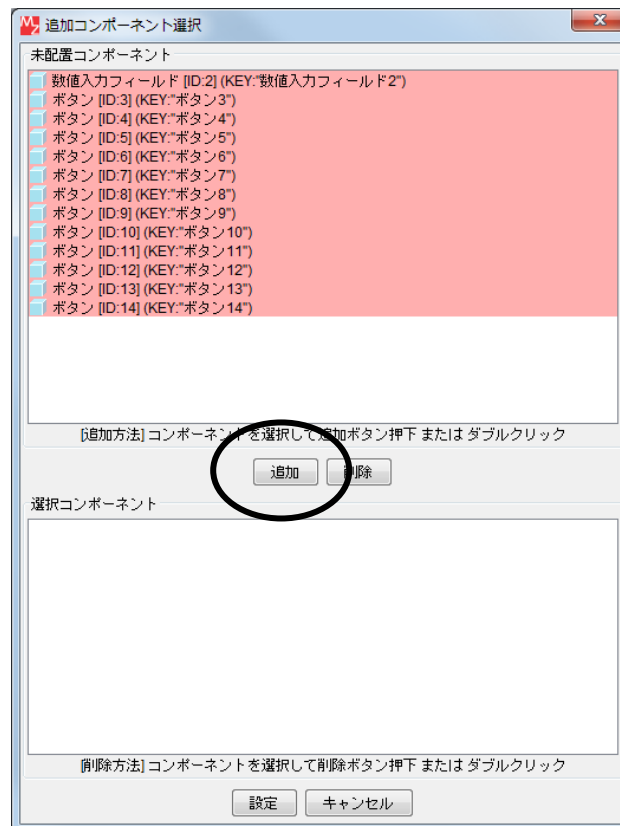 追加コンポーネント選択
未配置コンポーネント
数値入力フィールド [ID:2] (KEY:"数値入力フィールド2")
ボタン [ID:3] (KEY:"ボタン3")
ボタン [ID:4] (KEY:"ボタン4")
ボタン [ID:5] (KEY:"ボタン5")
ボタン [ID:6] (KEY:"ボタン6")
ボタン [ID:7] (KEY:"ボタン7")
ボタン [ID:8] (KEY:"ボタン8")
ボタン [ID:9] (KEY:"ボタン9")
ボタン [ID:10] (KEY:"ボタン10")
ボタン [ID:11] (KEY:"ボタン11")
ボタン [ID:12] (KEY:"ボタン12")
ボタン [ID:13] (KEY:"ボタン13")
ボタン [ID:14] (KEY:"ボタン14")
[追加方法] コンポーネントを選択して追加ボタン押下 または ダブルクリック
追加 削除
選択コンポーネント
[削除方法] コンポーネントを選択して削除ボタン押下 または ダブルクリック
設定 キャンセル